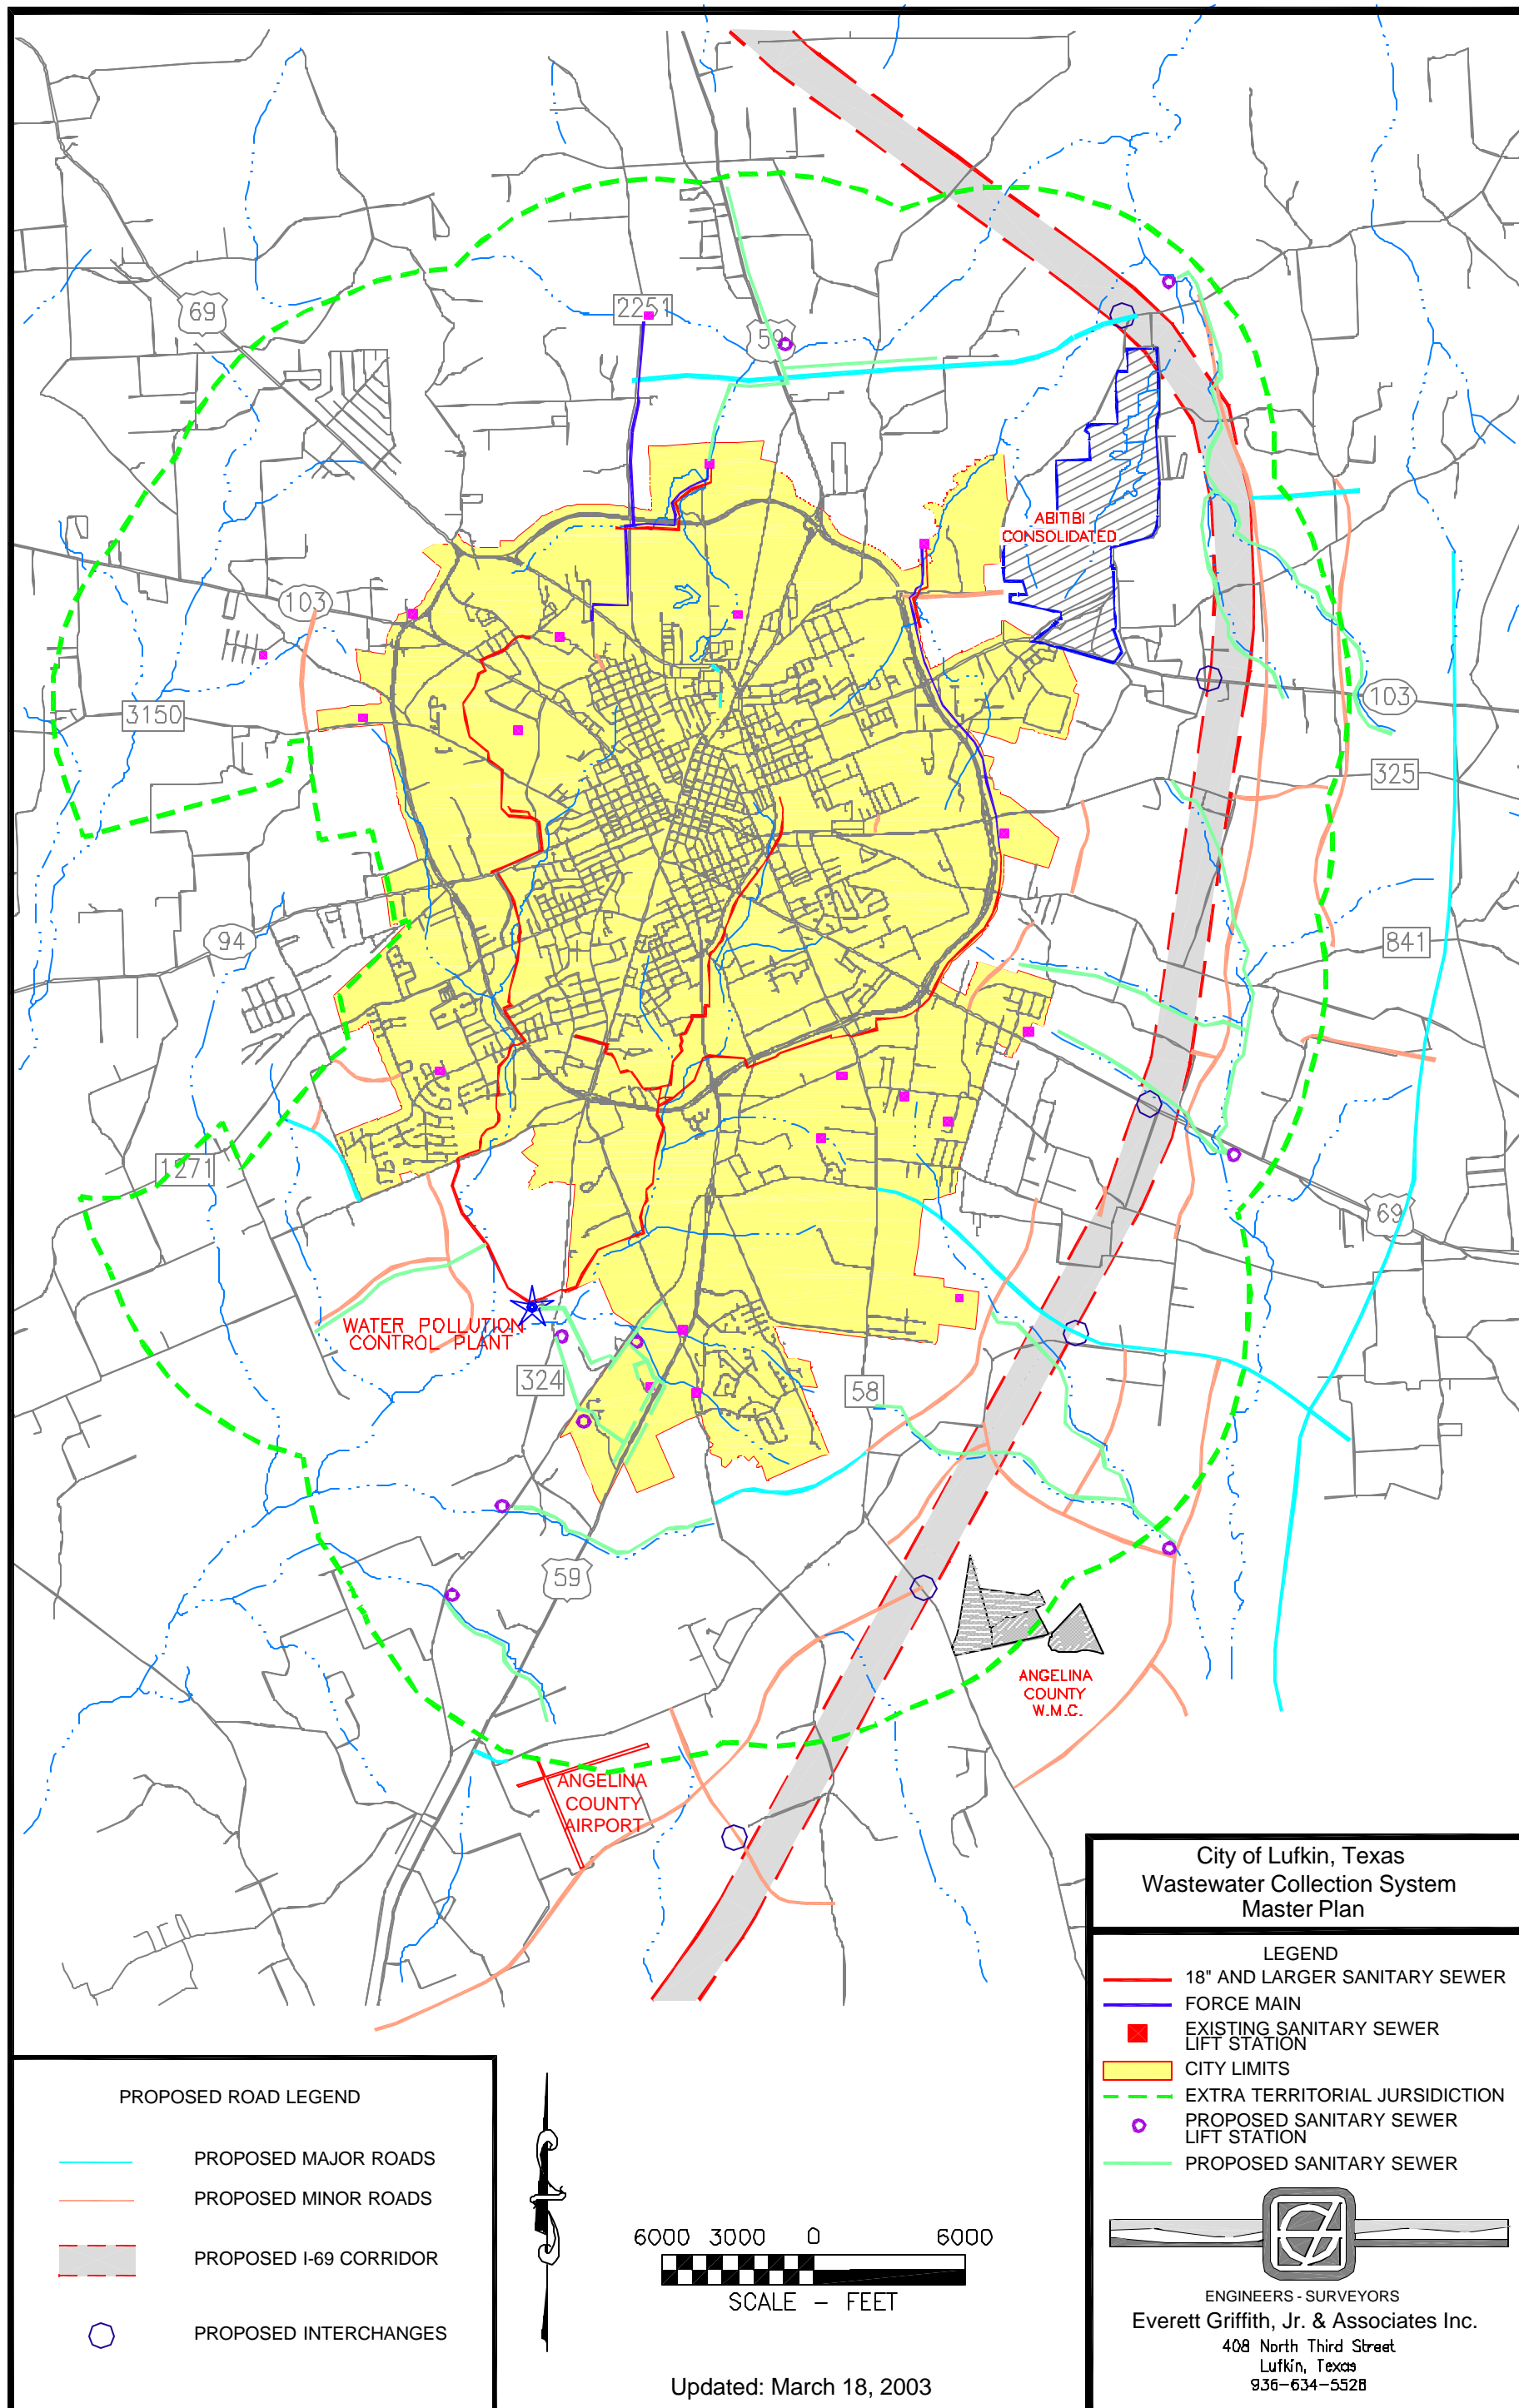 69
2251
59
ABITIBI
CONSOLIDATED
103
3150
103
325
94
841
1271
69
WATER POLLUTION
CONTROL PLANT
324
58
59
ANGELINA
COUNTY
W.M.C.
ANGELINA
COUNTY
AIRPORT
City of Lufkin, Texas
Wastewater Collection System
Master Plan
LEGEND
18" AND LARGER SANITARY SEWER
FORCE MAIN
EXISTING SANITARY SEWER
LIFT STATION
CITY LIMITS
EXTRA TERRITORIAL JURSIDICTION
PROPOSED SANITARY SEWER
LIFT STATION
PROPOSED SANITARY SEWER
ENGINEERS - SURVEYORS
Everett Griffith, Jr. & Associates Inc.
408 North Third Street
Lufkin, Texas
936-634-5528
PROPOSED ROAD LEGEND
PROPOSED MAJOR ROADS
PROPOSED MINOR ROADS
PROPOSED I-69 CORRIDOR
PROPOSED INTERCHANGES
6000 3000 0 6000
SCALE - FEET
Updated: March 18, 2003